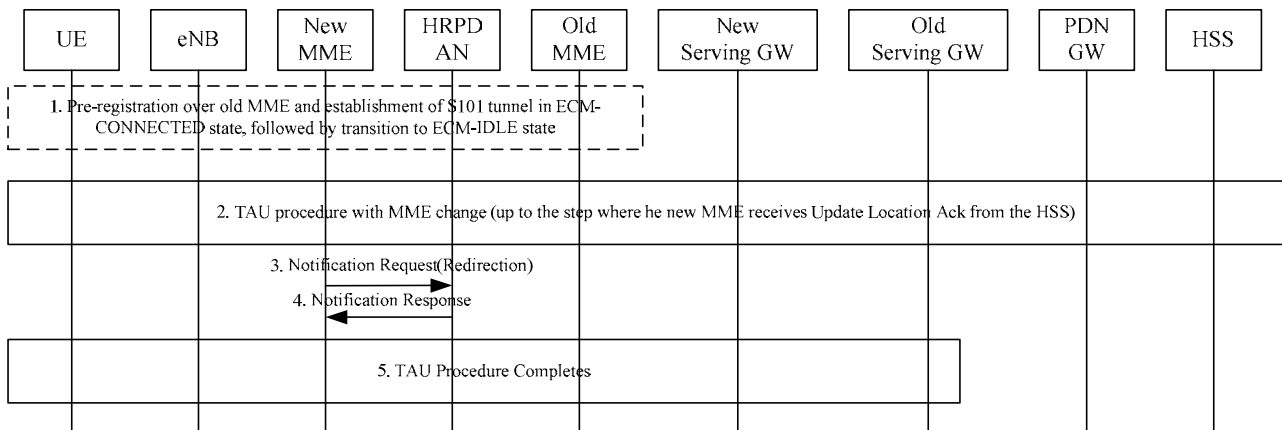 UE
eNB
New
MME
HRPD
AN
Old
MME
New
Serving GW
Old
Serving GW
PDN
GW
HSS
1. Pre-registration over old MME and establishment of S101 tunnel in ECM-
CONNECTED state, followed by transition to ECM-IDLE state
2. TAU procedure with MME change (up to the step where he new MME receives Update Location Ack from the HSS)
3. Notification Request(Redirection)
4. Notification Response
5. TAU Procedure Completes